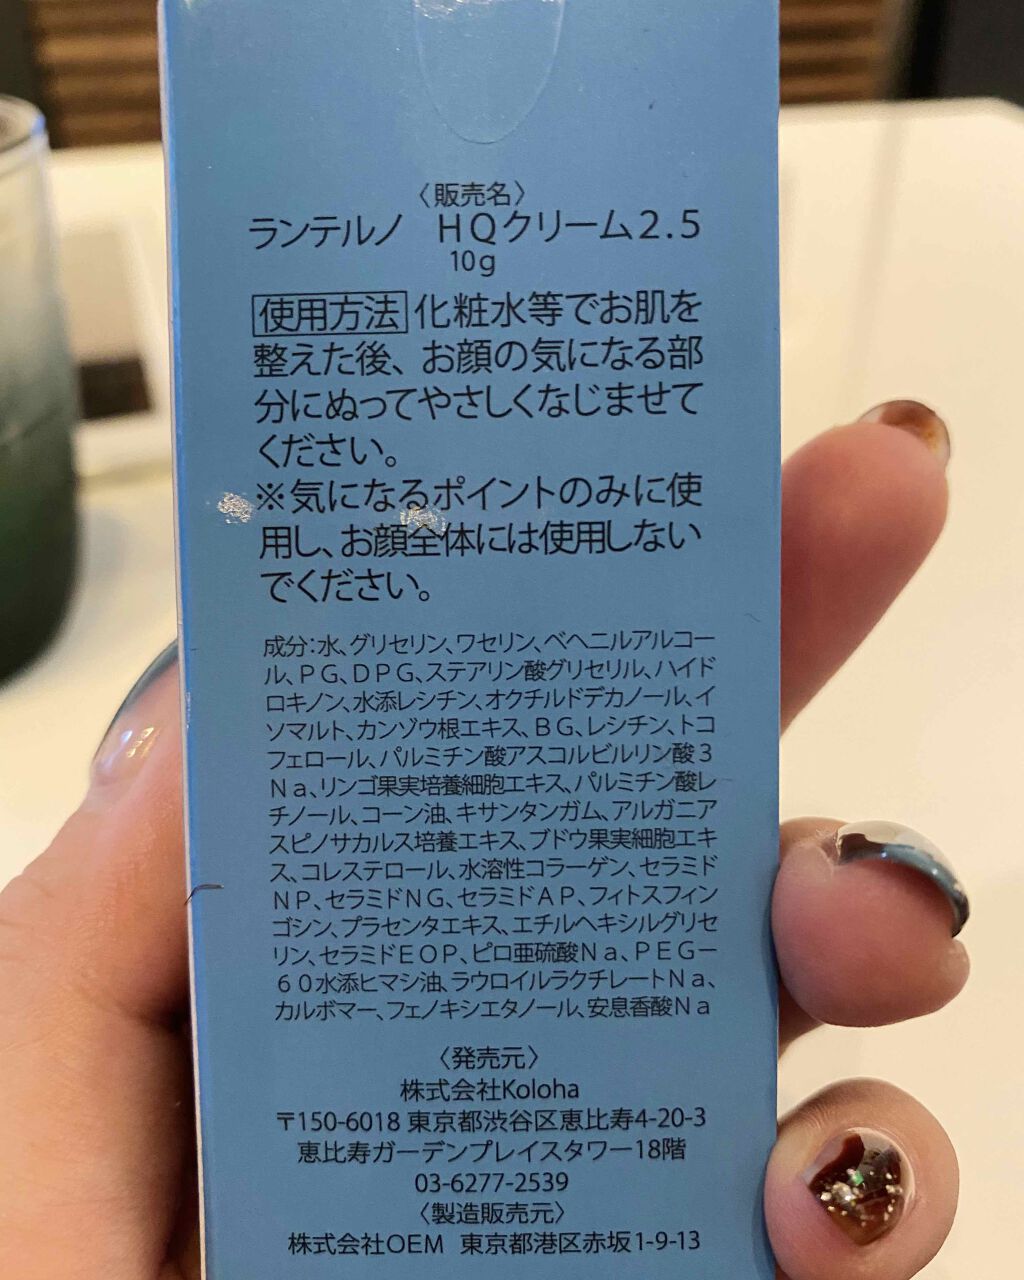 〈販売名〉
ランテルノ　ＨＱクリーム2.5
10g
使用方法 化粧水等でお肌を
整えた後、お顔の気になる部
分にぬってやさしくなじませて
ください。
※気になるポイントのみに使
用し、お顔全体には使用しない
でください。
成分：水、グリセリン、ワセリン、ベヘニルアルコー
ル、ＰＧ、ＤＰＧ、ステアリン酸グリセリル、ハイド
ロキノン、水添レシチン、オクチルドデカノール、イ
ソマルト、カンゾウ根エキス、ＢＧ、レシチン、トコ
フェロール、パルミチン酸アスコルビルリン酸３
Ｎａ、リンゴ果実培養細胞エキス、パルミチン酸レ
チノール、コーン油、キサンタンガム、アルガニア
スピノサカルス培養エキス、ブドウ果実細胞エキ
ス、コレステロール、水溶性コラーゲン、セラミド
ＮＰ、セラミドＮＧ、セラミドＡＰ、フィトスフィン
ゴシン、プラセンタエキス、エチルヘキシルグリセ
リン、セラミドＥＯＰ、ピロ亜硫酸Ｎａ、ＰＥＧ－
６０水添ヒマシ油、ラウロイルラクチレートＮａ、
カルボマー、フェノキシエタノール、安息香酸Ｎａ
〈発売元〉
株式会社Koloha
〒150-6018 東京都渋谷区恵比寿4-20-3
恵比寿ガーデンプレイスタワー18階
03-6277-2539
〈製造販売元〉
株式会社OEM 東京都港区赤坂1-9-13